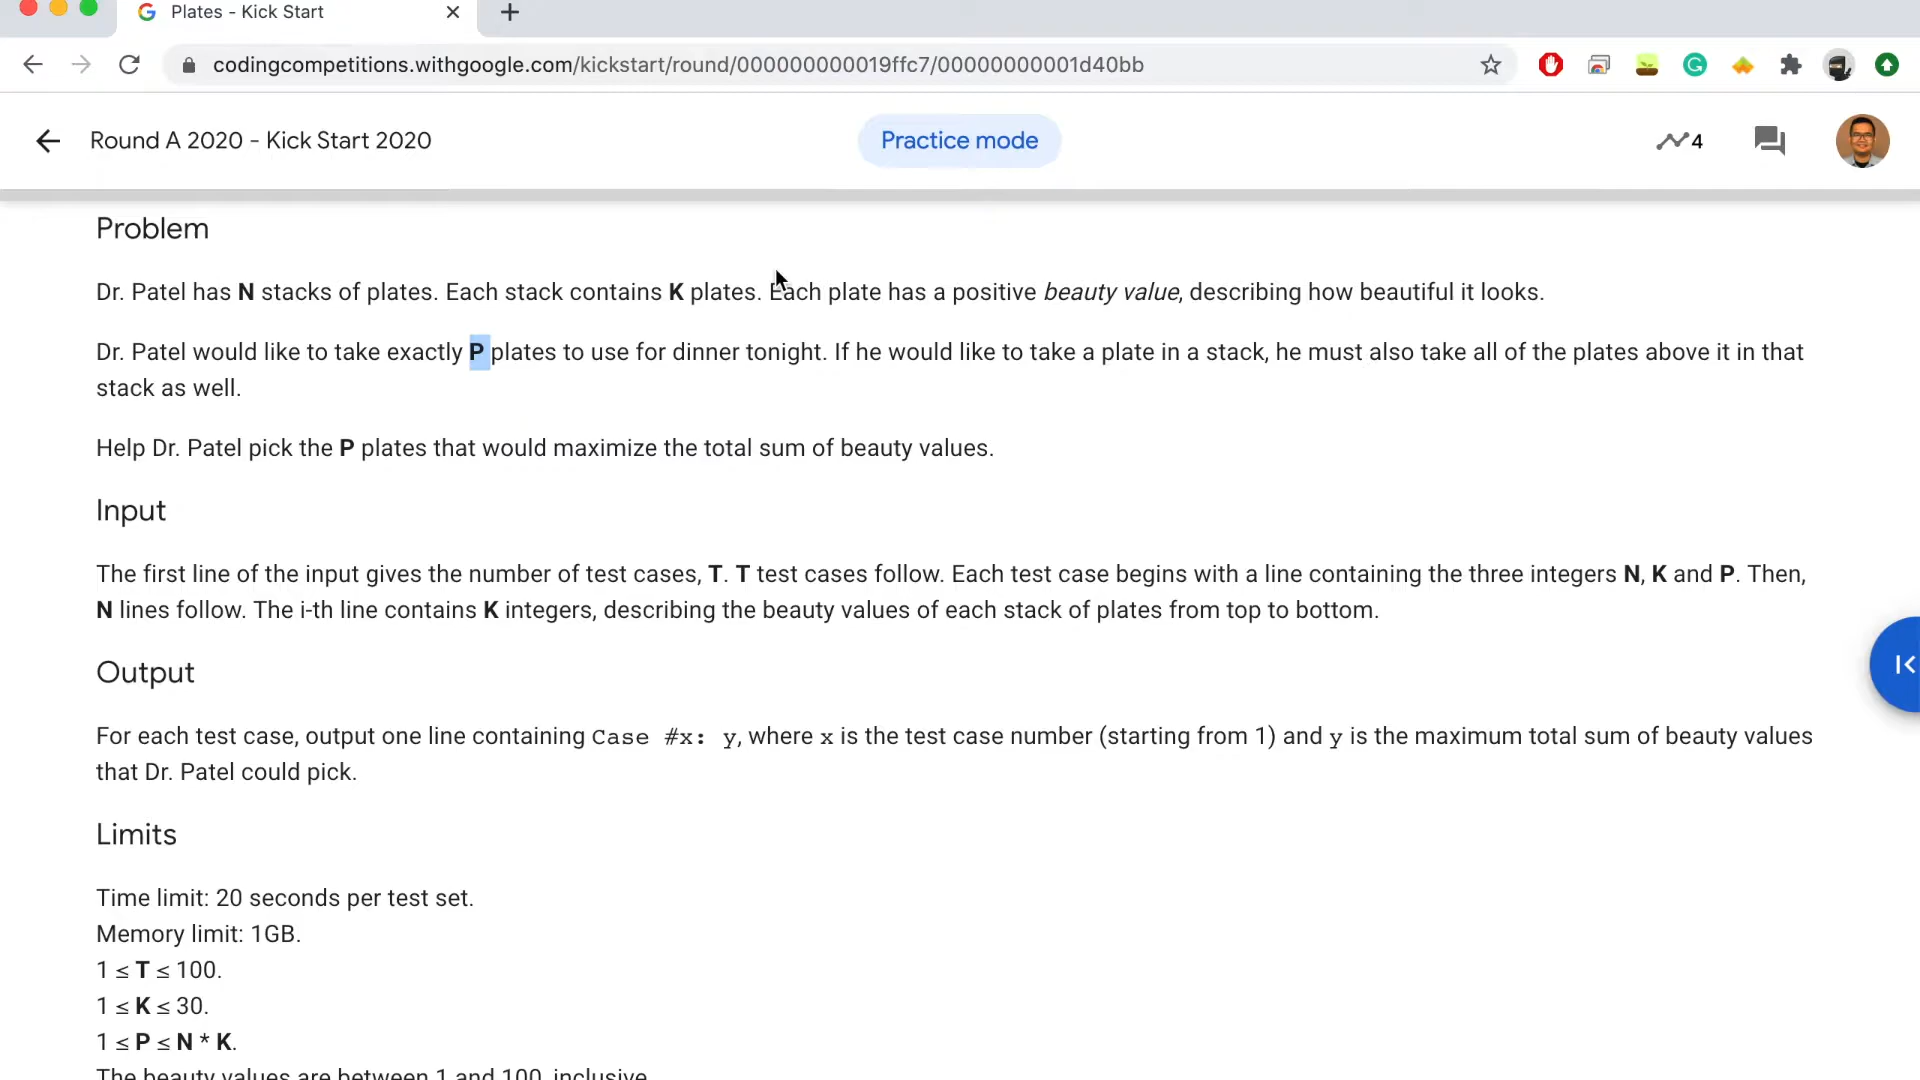 Plates - Kick Start
codingcompetitions.withgoogle.com/kickstart/round/000000000019ffc7/00000000001d40bb
Round A 2020 - Kick Start 2020
Practice mode
4
Problem
Dr. Patel has N stacks of plates. Each stack contains K plates. Each plate has a positive beauty value, describing how beautiful it looks.
Dr. Patel would like to take exactly P plates to use for dinner tonight. If he would like to take a plate in a stack, he must also take all of the plates above it in that
stack as well.
Help Dr. Patel pick the P plates that would maximize the total sum of beauty values.
Input
The first line of the input gives the number of test cases, T. T test cases follow. Each test case begins with a line containing the three integers N, K and P. Then,
N lines follow. The i-th line contains K integers, describing the beauty values of each stack of plates from top to bottom.
Output
For each test case, output one line containing Case #x: y, where x is the test case number (starting from 1) and y is the maximum total sum of beauty values
that Dr. Patel could pick.
Limits
Time limit: 20 seconds per test set.
Memory limit: 1GB.
1 ≤ T ≤ 100.
1 ≤ K ≤ 30.
1 ≤ P ≤ N * K.
The beauty values are between 1 and 100, inclusive.